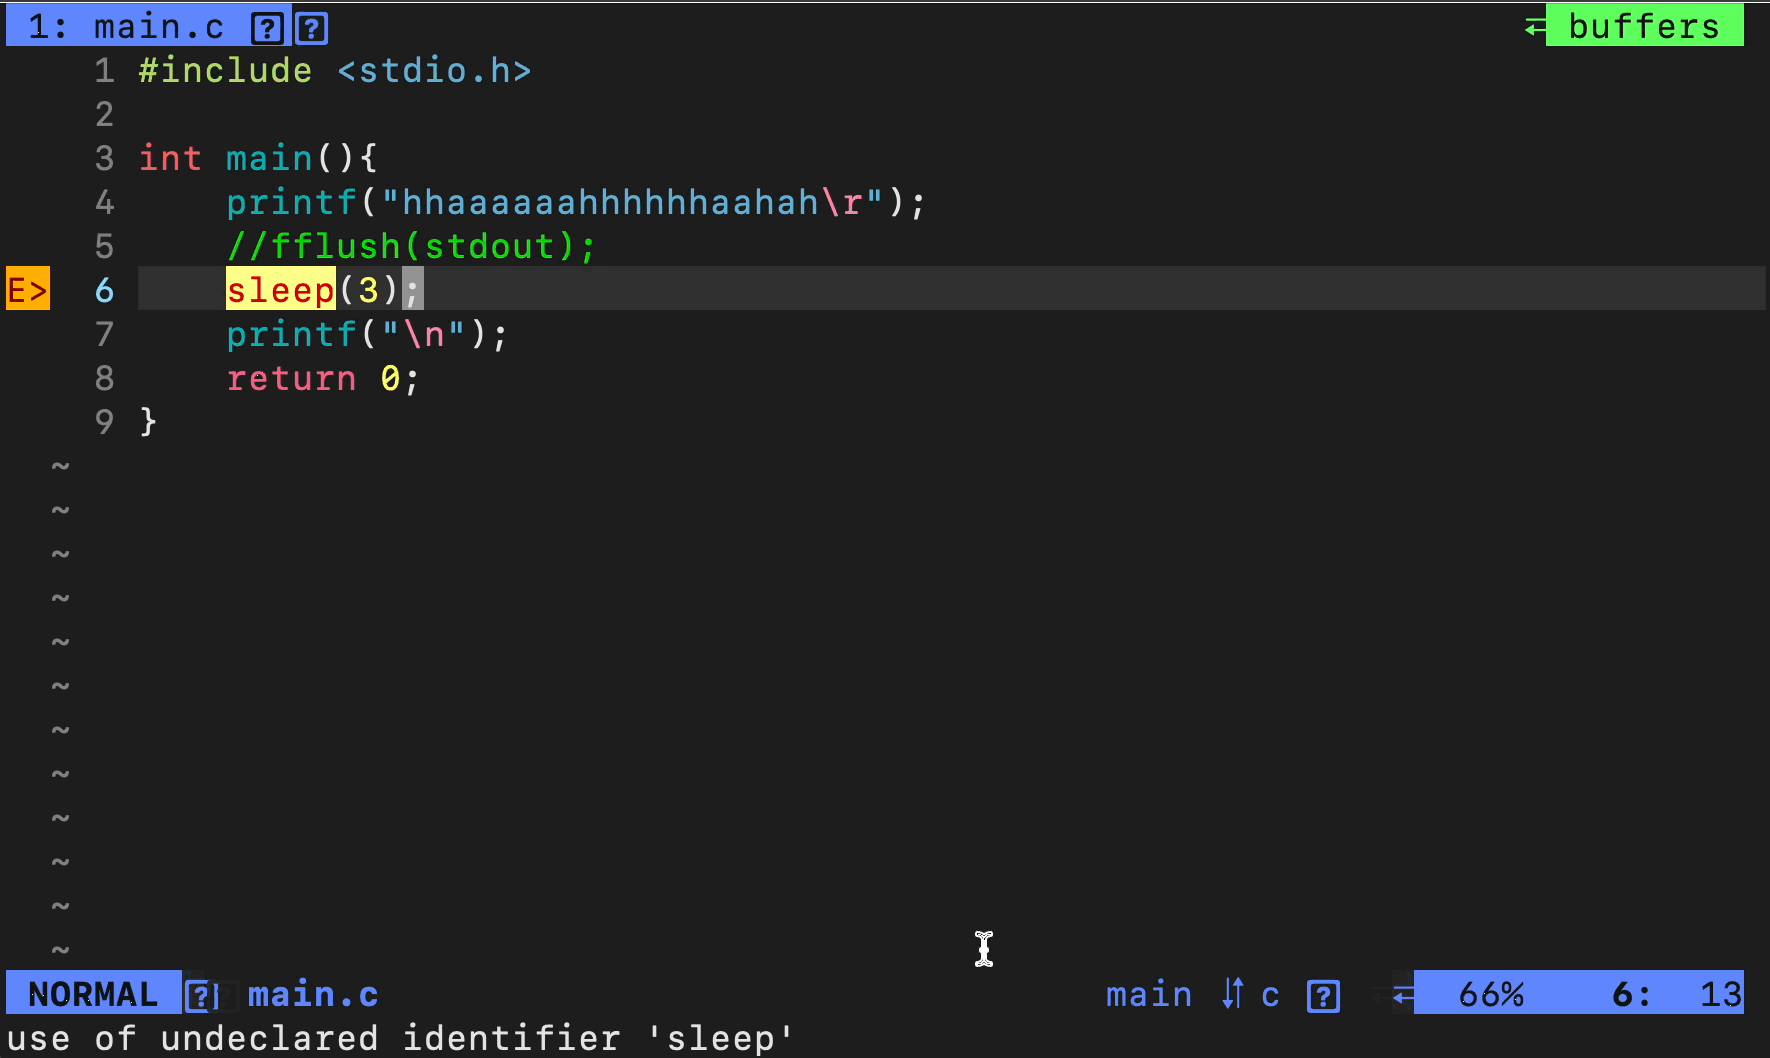 1: main.c ? ? buffers
1 #include <stdio.h>
2
3 int main(){
4     printf("hhaaaaaahhhhhhaahah\r");
5     //fflush(stdout);
E> 6     sleep(3);
7     printf("\n");
8     return 0;
9 }
~
~
~
~
~
~
~
~
~
~
~
~
NORMAL ? main.c main c ? 66% 6: 13
use of undeclared identifier 'sleep'